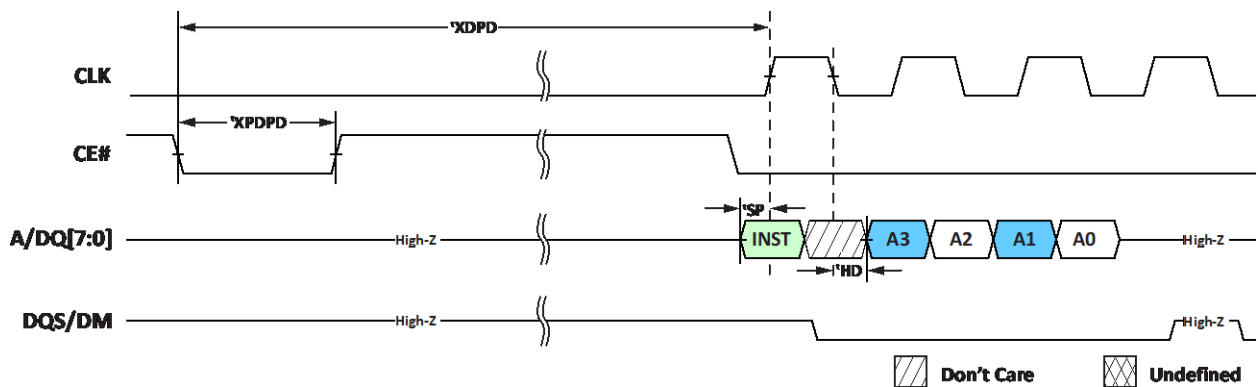 tXDPD
CLK
tXPDPD
CE#
tSP
A/DQ[7:0]
High-Z
INST
A3
A2
A1
A0
High-Z
tHD
DQS/DM
High-Z
High-Z
Don't Care
Undefined